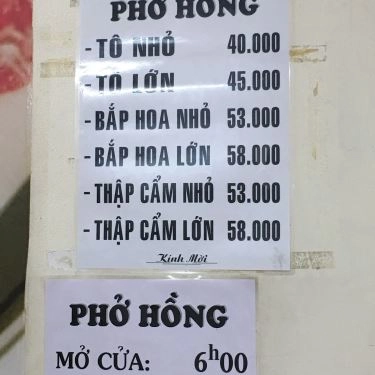 PHỞ HỒNG
- TÔ NHỎ 40.000
- TÔ LỚN 45.000
- BẮP HOA NHỎ 53.000
- BẮP HOA LỚN 58.000
- THẬP CẨM NHỎ 53.000
- THẬP CẨM LỚN 58.000
Kính Mời
PHỞ HỒNG
MỞ CỬA: 6h00